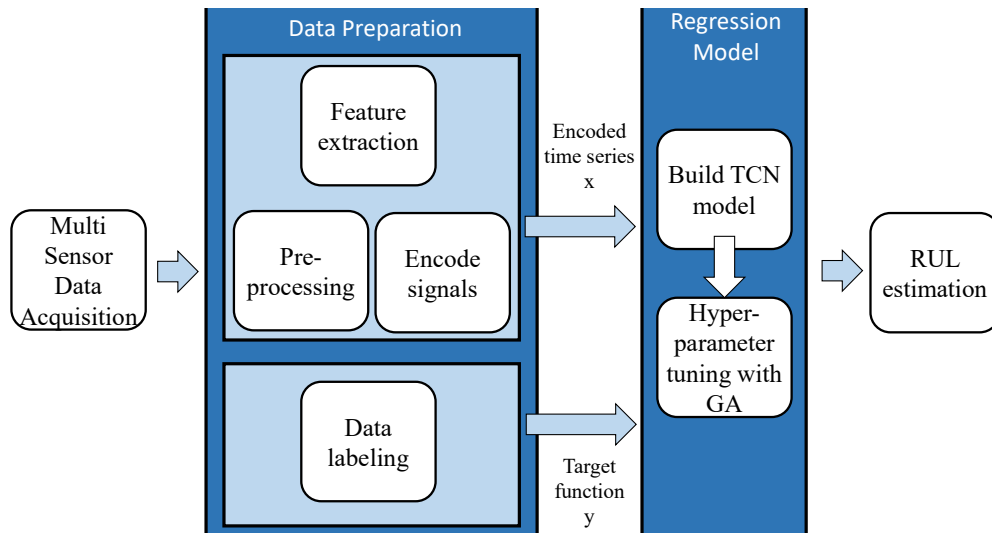 Data Preparation
Regression
Model
Feature
extraction
Encoded
time series
x
Build TCN
model
Multi
Sensor
Data
Acquisition
Pre-
processing
Encode
signals
RUL
estimation
Hyper-
parameter
tuning with
GA
Data
labeling
Target
function
y